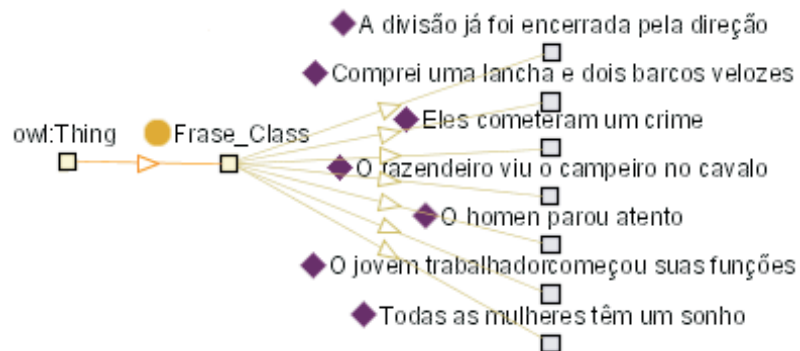 A divisão já foi encerrada pela direção
Comprei uma lancha e dois barcos velozes
owl:Thing
Frase_Class
Eles cometeram um crime
O razendeiro viu o campeiro no cavalo
O homen parou atento
O jovem trabalhadorcomeçou suas funções
Todas as mulheres têm um sonho